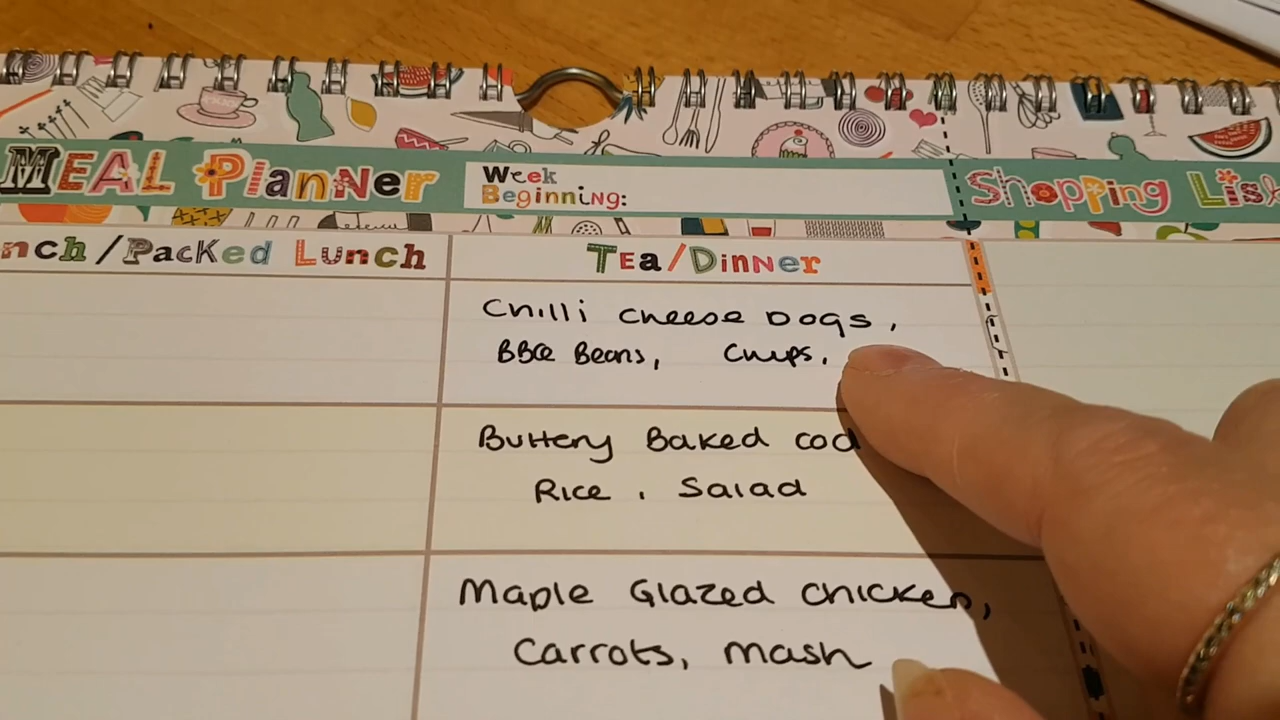 MEAL Planner
Week
Beginning:
Shopping
nch/Packed Lunch
Tea/Dinner
Chilli cheese Dogs,
BBQ Beans, Chips,
Buttery Baked cod
Rice, Salad
Maple Glazed chicken,
Carrots, mash